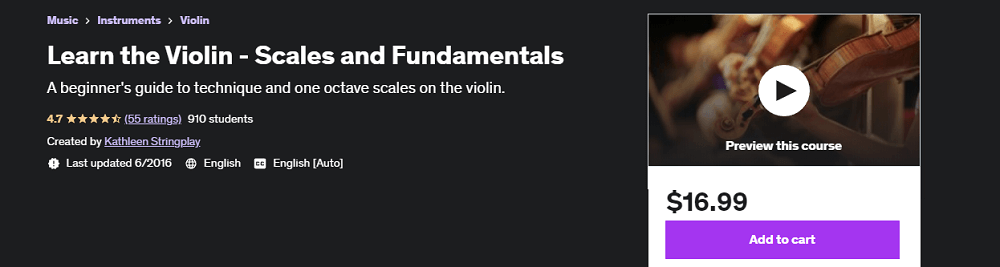 Music > Instruments > Violin
Learn the Violin - Scales and Fundamentals
A beginner's guide to technique and one octave scales on the violin.
4.7 (55 ratings) 910 students
Created by Kathleen Stringplay
Last updated 6/2016 English CC English [Auto]
Preview this course
$16.99
Add to cart